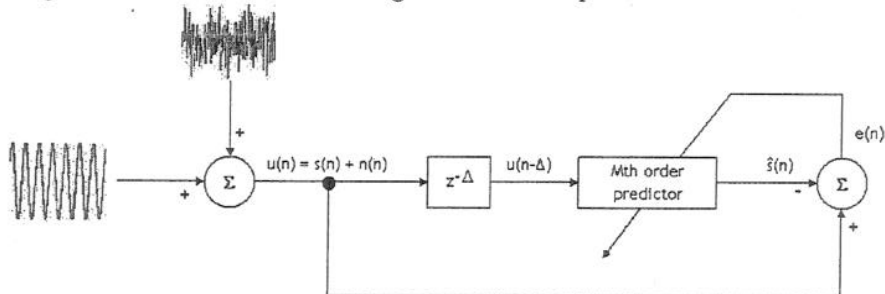 +
e(n)
u(n) = s(n) + n(n)
u(n-Δ)
ŝ(n)
Σ
z-Δ
Mth order
predictor
Σ
+
-
+